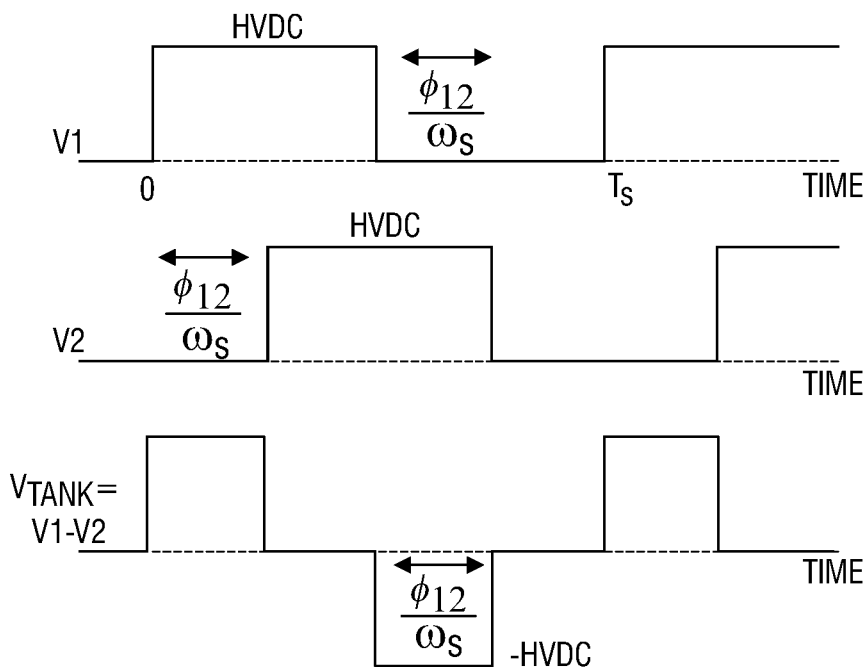 HVDC
ϕ12
ωS
V1
0
TS
TIME
HVDC
ϕ12
ωS
V2
TIME
VTANK=
V1-V2
TIME
ϕ12
ωS
-HVDC